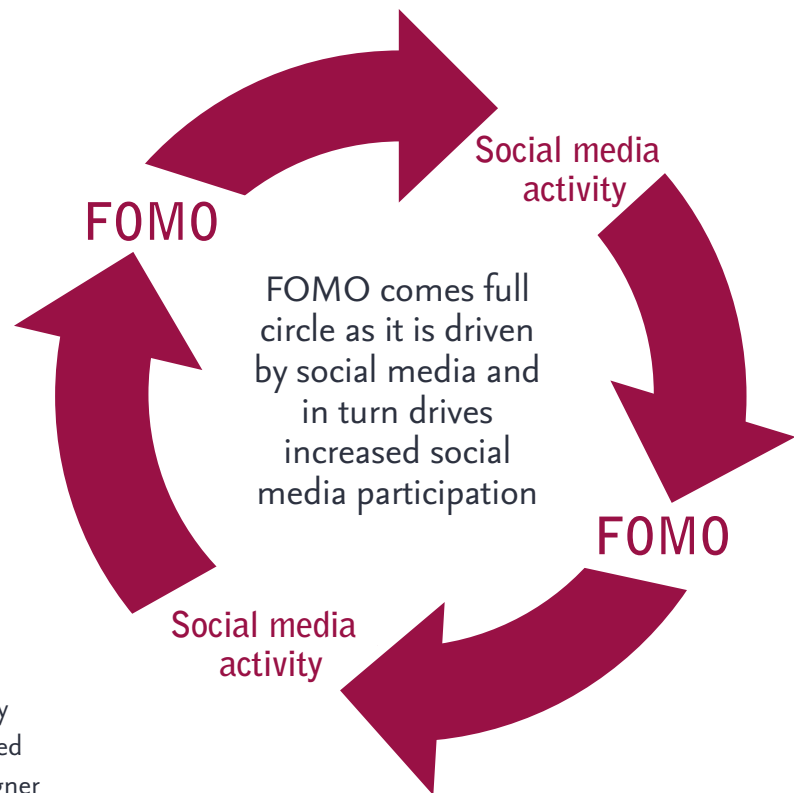 Social media
activity
FOMO
FOMO comes full
circle as it is driven
by social media and
in turn drives
increased social
media participation
FOMO
Social media
activity